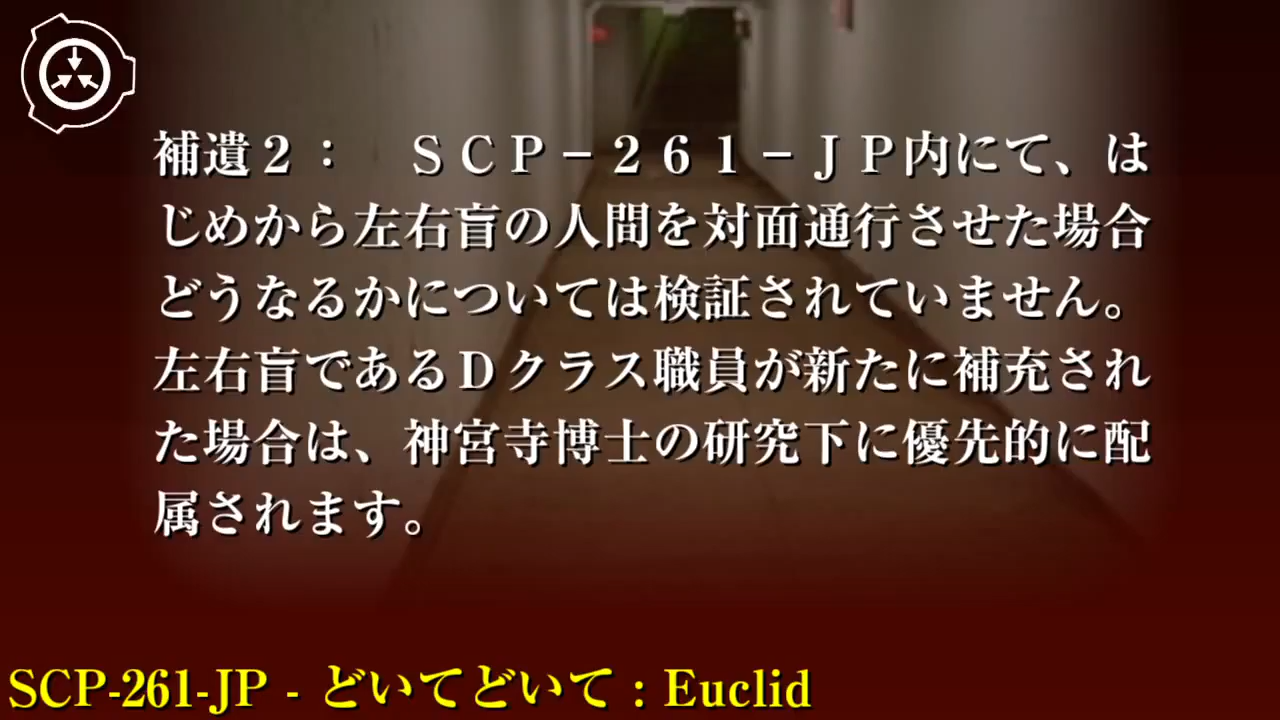 補遺２：　ＳＣＰ－２６１－ＪＰ内にて、は
じめから左右盲の人間を対面通行させた場合
どうなるかについては検証されていません。
左右盲であるＤクラス職員が新たに補充され
た場合は、神宮寺博士の研究下に優先的に配
属されます。
SCP-261-JP - どいてどいて : Euclid